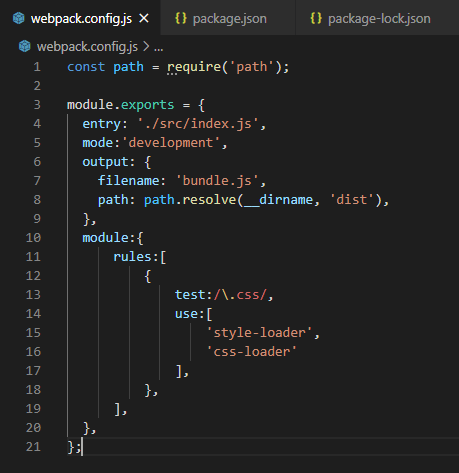 webpack.config.js × {} package.json {} package-lock.json
webpack.config.js > ...
1 const path = require('path');
2
3 module.exports = {
4 entry: './src/index.js',
5 mode:'development',
6 output: {
7 filename: 'bundle.js',
8 path: path.resolve(__dirname, 'dist'),
9 },
10 module:{
11 rules:[
12 {
13 test:/\.css/,
14 use:[
15 'style-loader',
16 'css-loader'
17 ],
18 },
19 ],
20 },
21 };